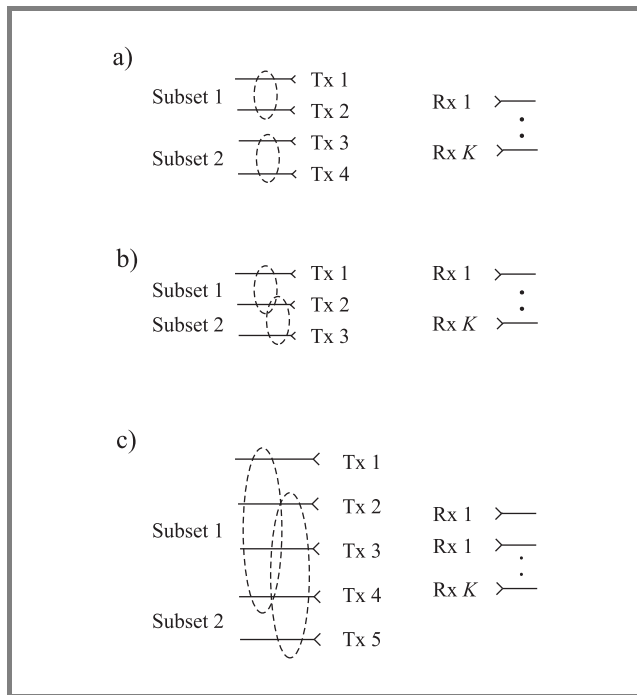 a)
Subset 1
Subset 2
Tx 1
Tx 2
Tx 3
Tx 4
Rx 1
Rx K
b)
Subset 1
Subset 2
Tx 1
Tx 2
Tx 3
Rx 1
Rx K
c)
Subset 1
Subset 2
Tx 1
Tx 2
Tx 3
Tx 4
Tx 5
Rx 1
Rx 1
Rx K